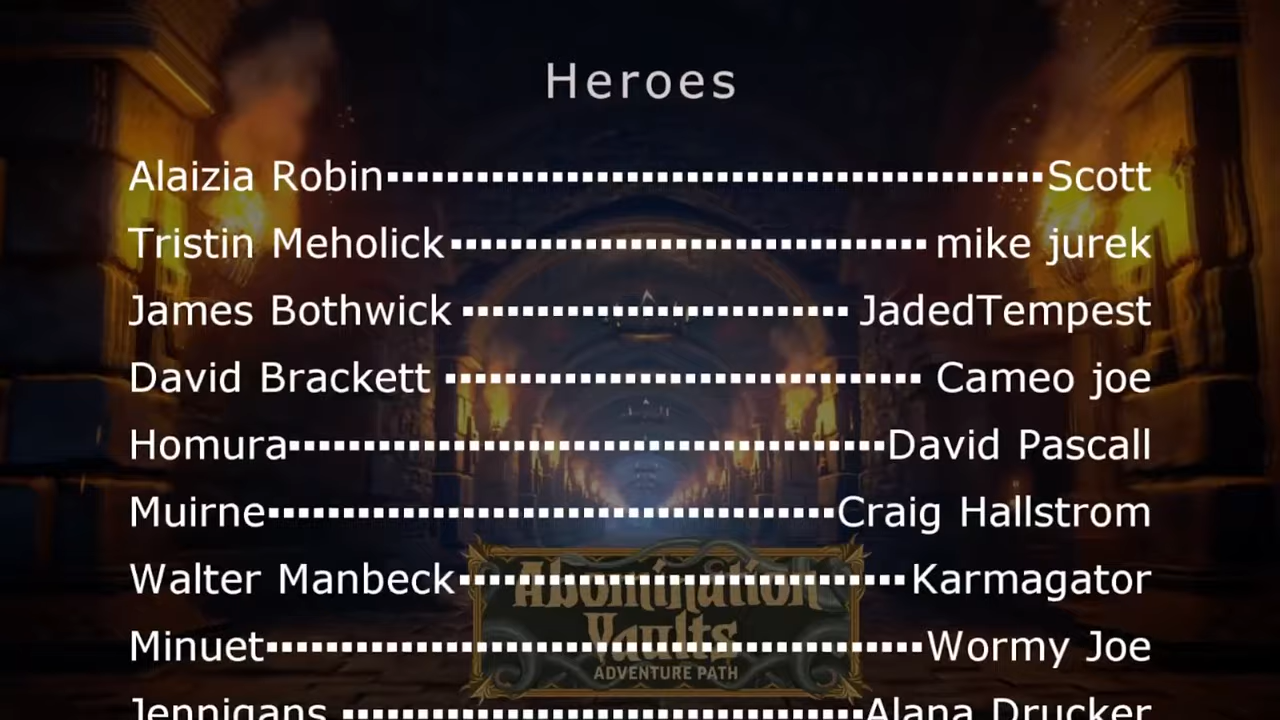 Heroes
Alaizia Robin Scott
Tristin Meholick mike jurek
James Bothwick JadedTempest
David Brackett Cameo joe
Homura David Pascall
Muirne Craig Hallstrom
Walter Manbeck Karmagator
Minuet Wormy Joe
Jennigans Alana Drucker
Abomination
Vaults
ADVENTURE PATH